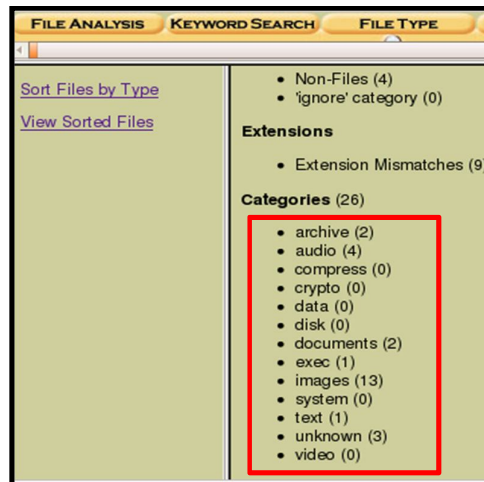 FILE ANALYSIS KEYWORD SEARCH FILE TYPE
Sort Files by Type
View Sorted Files
• Non-Files (4)
• 'ignore' category (0)
Extensions
• Extension Mismatches (9)
Categories (26)
• archive (2)
• audio (4)
• compress (0)
• crypto (0)
• data (0)
• disk (0)
• documents (2)
• exec (1)
• images (13)
• system (0)
• text (1)
• unknown (3)
• video (0)